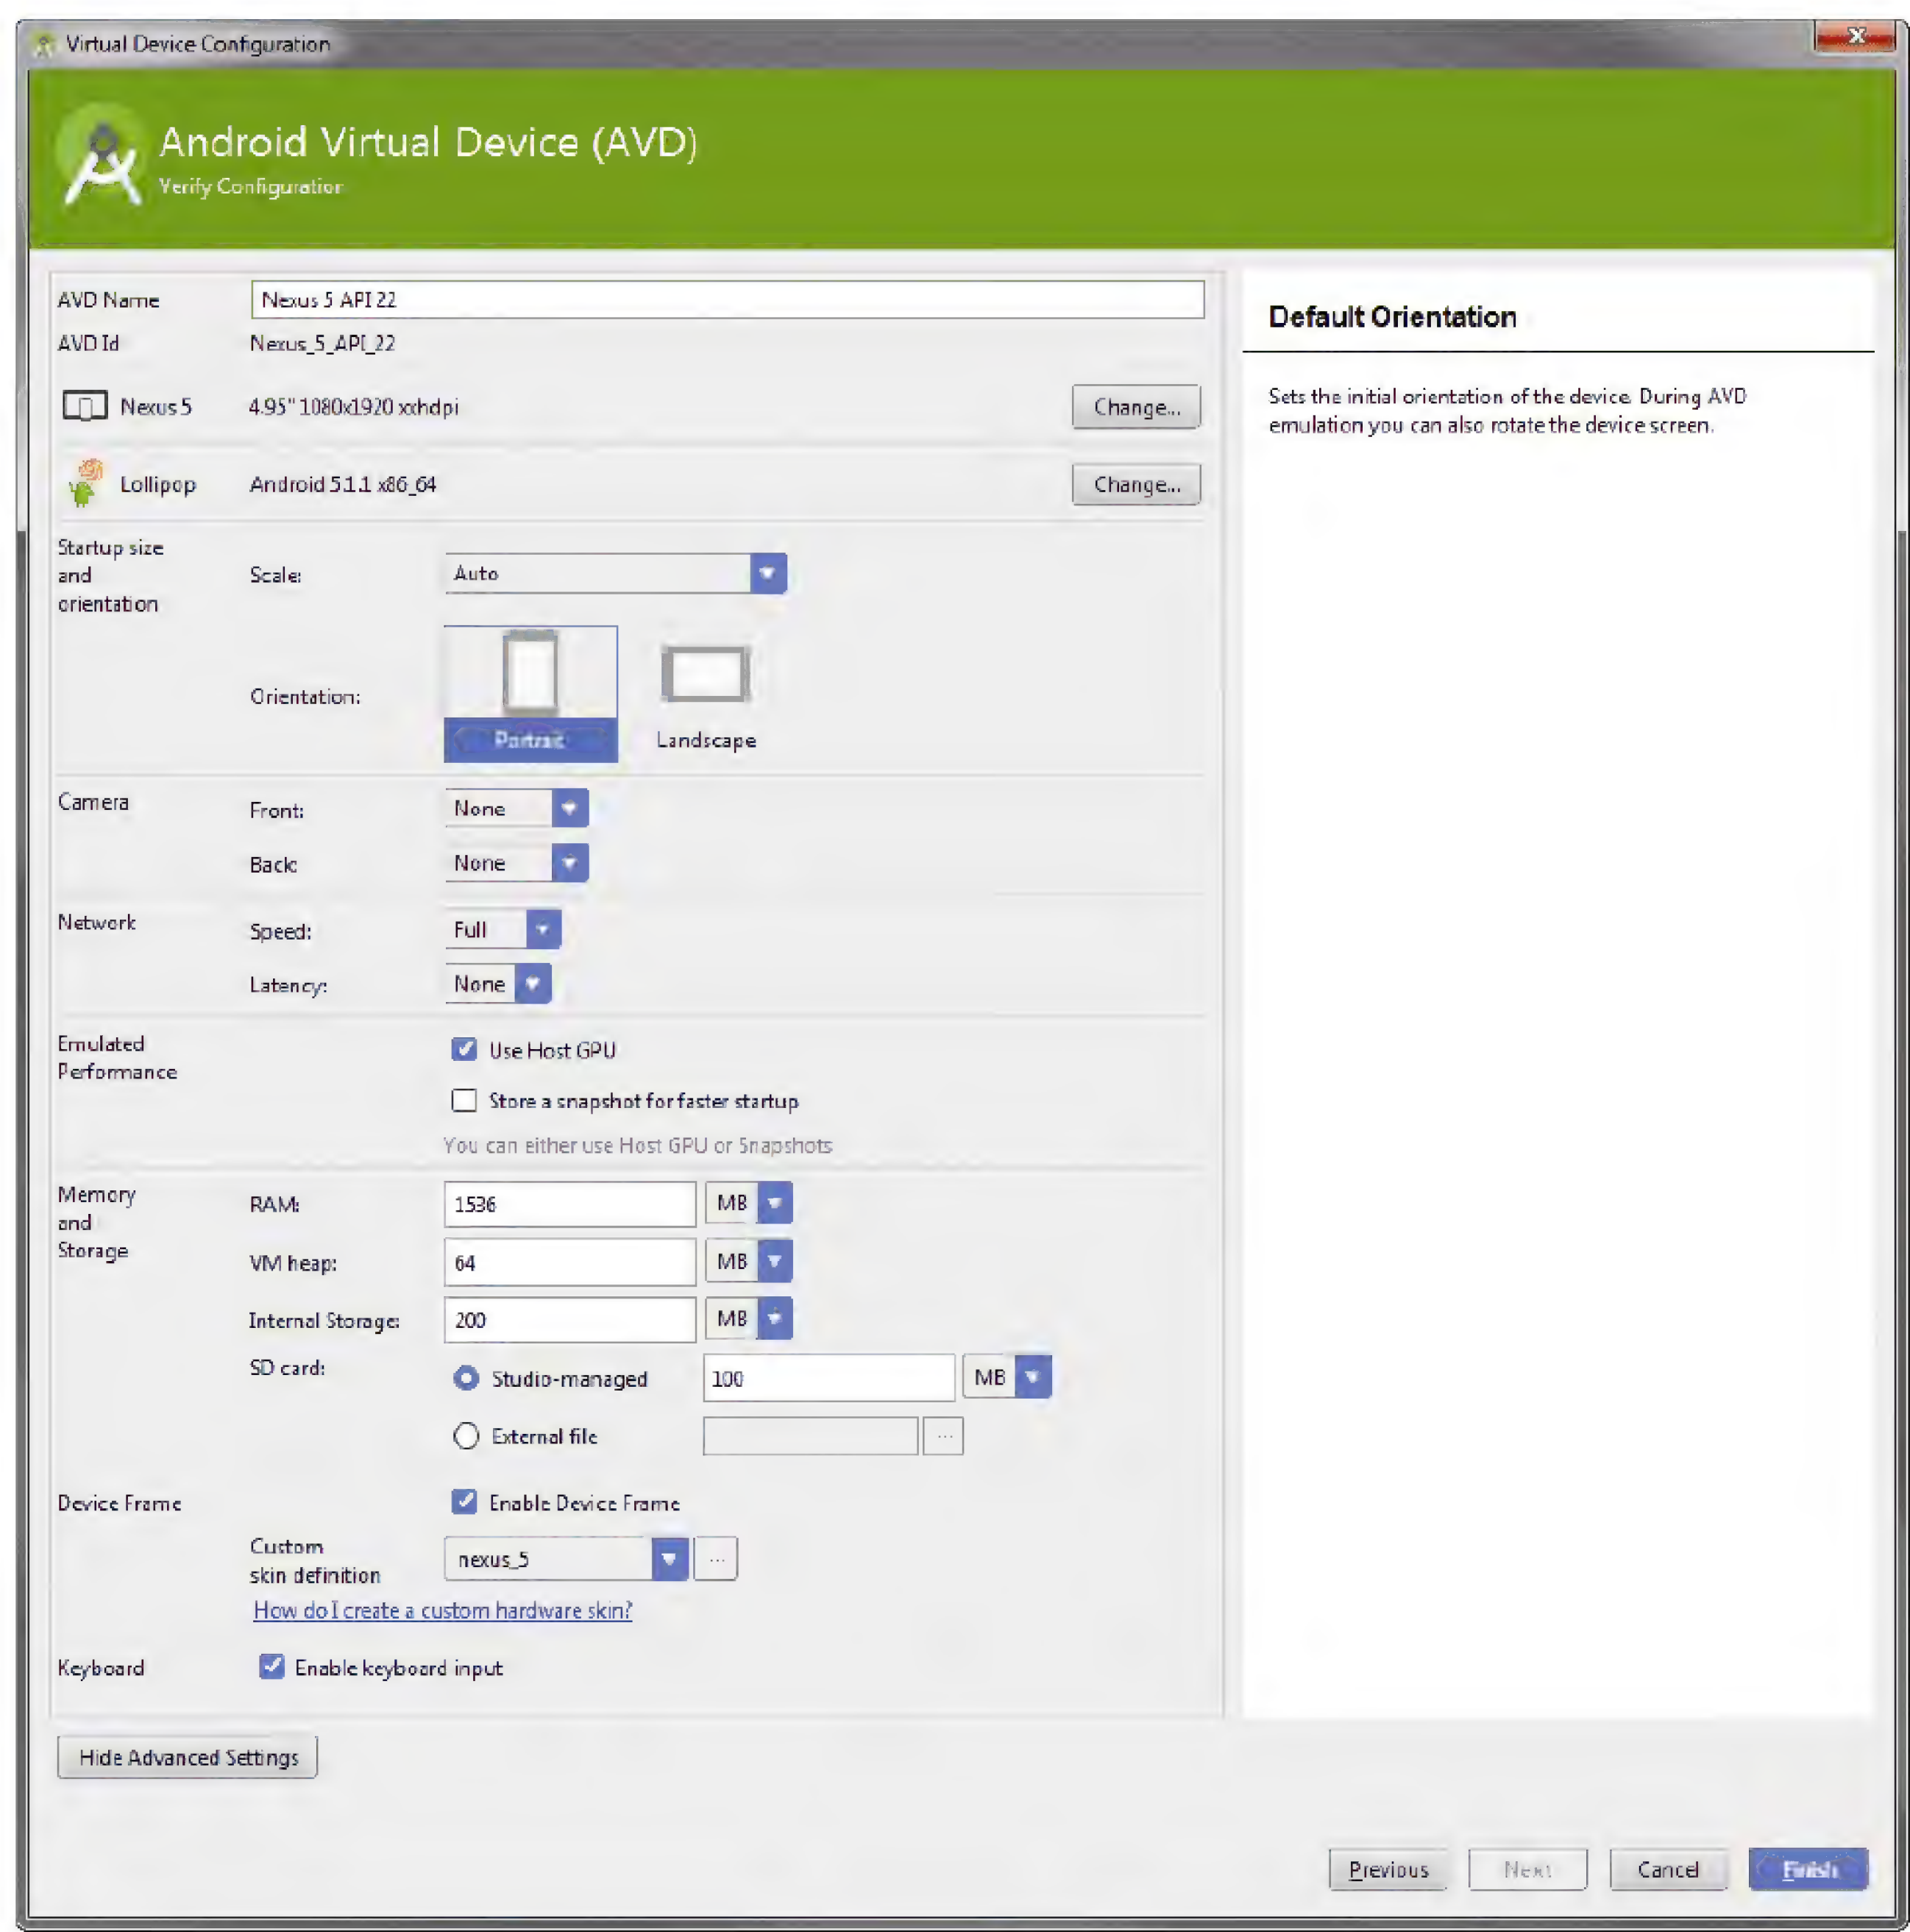 Virtual Device Configuration
Android Virtual Device (AVD)
Verify Configuration
AVD Name
Nexus 5 API 22
AVD Id
Nexus_5_API_22
Nexus 5
4.95" 1080x1920 xxhdpi
Change...
Lollipop
Android 5.1.1 x86_64
Change...
Startup size
and
orientation
Scale:
Auto
Orientation:
Portrait
Landscape
Camera
Front:
None
Back:
None
Network
Speed:
Full
Latency:
None
Emulated
Performance
Use Host GPU
Store a snapshot for faster startup
You can either use Host GPU or Snapshots
Memory
and
Storage
RAM:
1536
MB
VM heap:
64
MB
Internal Storage:
200
MB
SD card:
Studio-managed
100
MB
External file
...
Device Frame
Enable Device Frame
Custom
skin definition
nexus_5
...
How do I create a custom hardware skin?
Keyboard
Enable keyboard input
Default Orientation
Sets the initial orientation of the device. During AVD
emulation you can also rotate the device screen.
Hide Advanced Settings
Previous
Next
Cancel
Finish